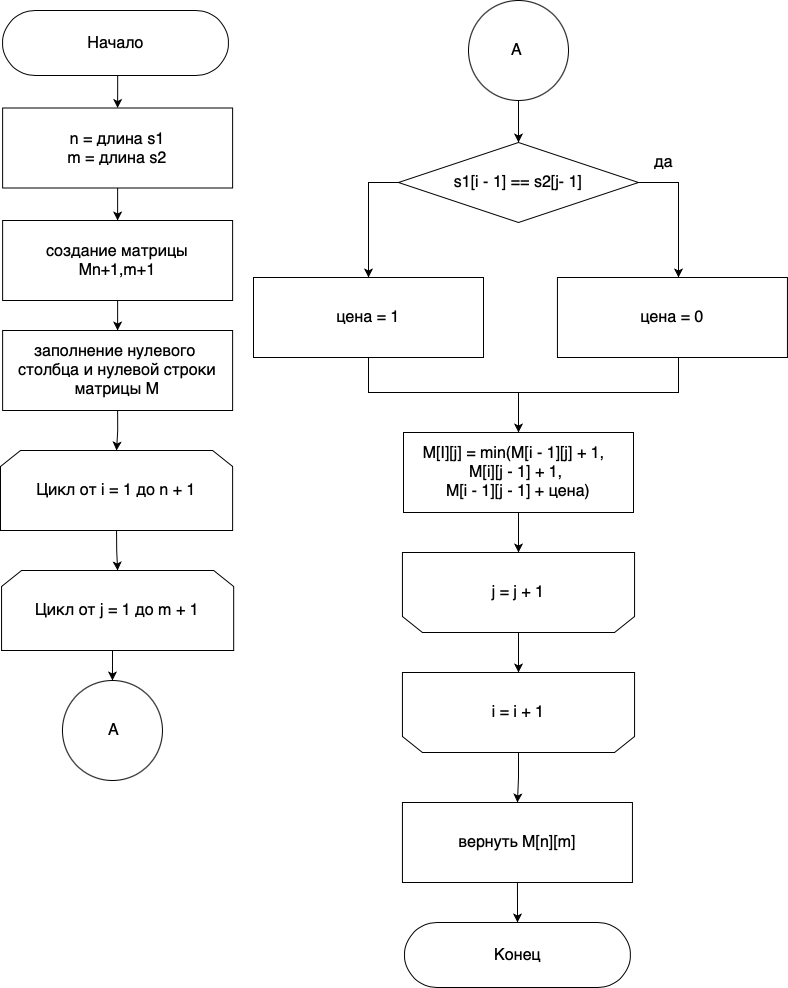 Начало
n = длина s1
m = длина s2
создание матрицы
Mn+1,m+1
заполнение нулевого
столбца и нулевой строки
матрицы М
Цикл от i = 1 до n + 1
Цикл от j = 1 до m + 1
А
А
s1[i - 1] == s2[j- 1]
да
цена = 1
цена = 0
M[I][j] = min(M[i - 1][j] + 1,
M[i][j - 1] + 1,
M[i - 1][j - 1] + цена)
j = j + 1
i = i + 1
вернуть M[n][m]
Конец